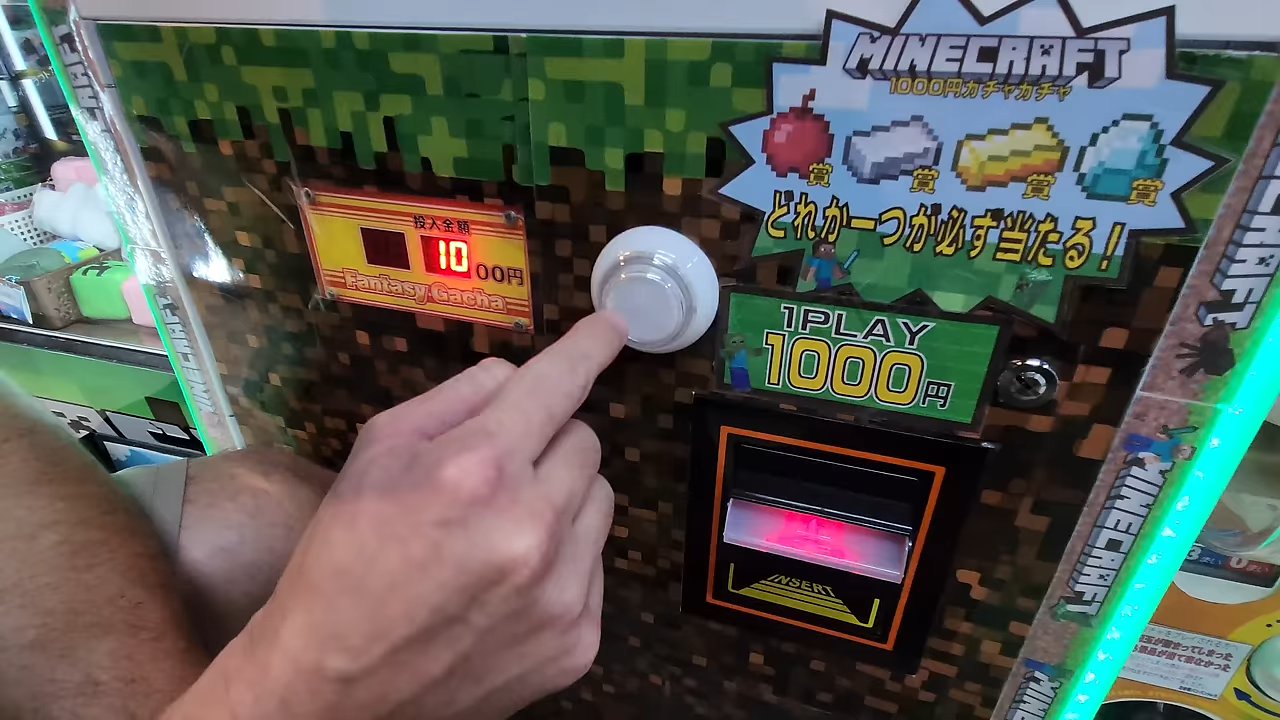 MINECRAFT
1000円ガチャガチャ
賞 賞 賞 賞
どれか一つが必ず当たる!
投入金額
10 00円
Fantasy Gacha
1PLAY
1000円
INSERT
MINECRAFT
MINECRAFT
MINECRAFT